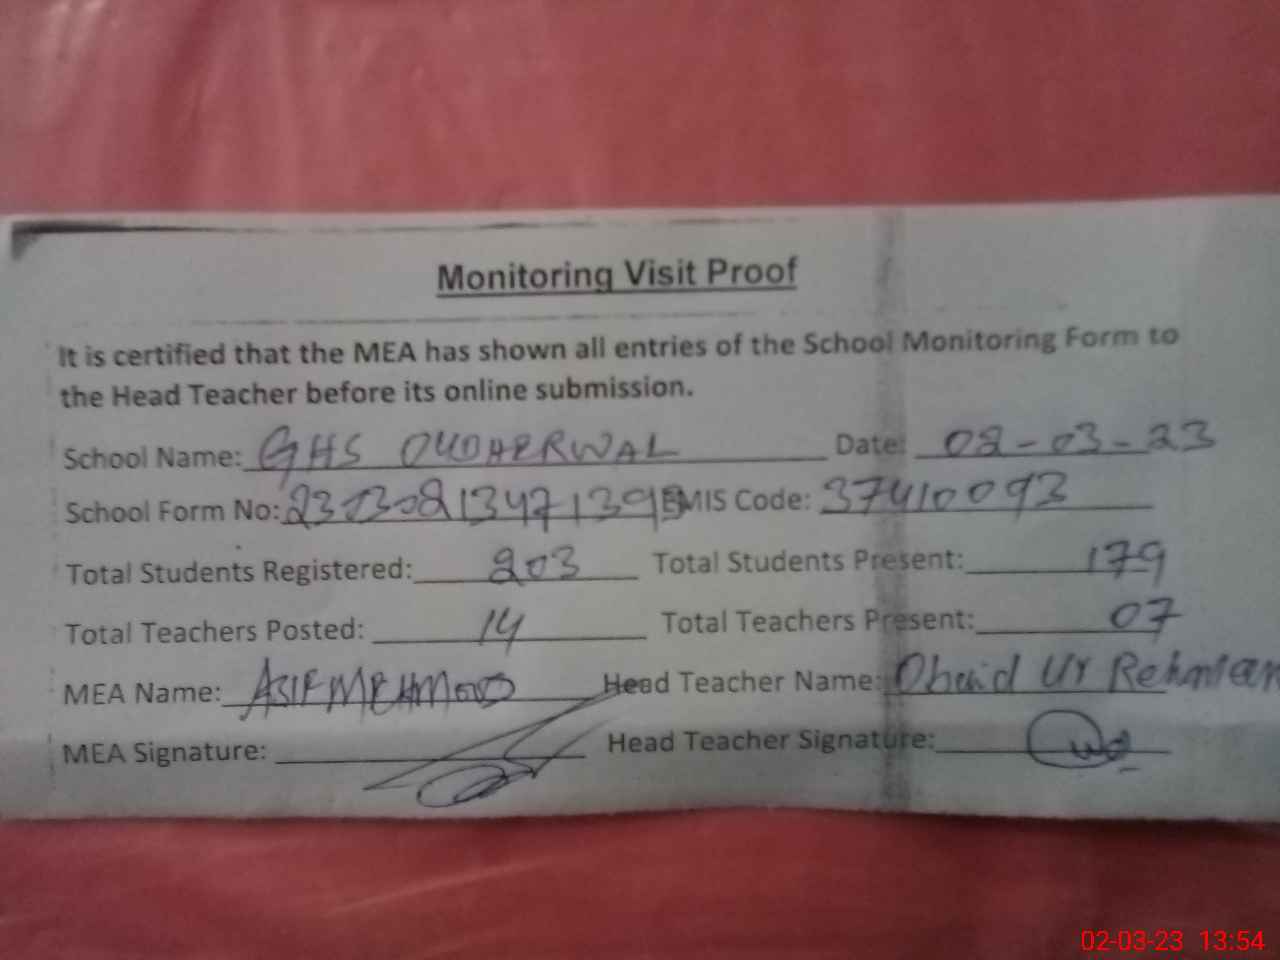 Monitoring Visit Proof
It is certified that the MEA has shown all entries of the School Monitoring Form to
the Head Teacher before its online submission.
School Name: GHS OUDHERWAL Date: 02-03-23
School Form No: EMIS Code: 37410093
Total Students Registered: 203 Total Students Present: 179
Total Teachers Posted: 14 Total Teachers Present: 07
MEA Name: ASIF MEHMOOD Head Teacher Name: Obaid Ur Rehman
MEA Signature: Head Teacher Signature:
02-03-23 13:54